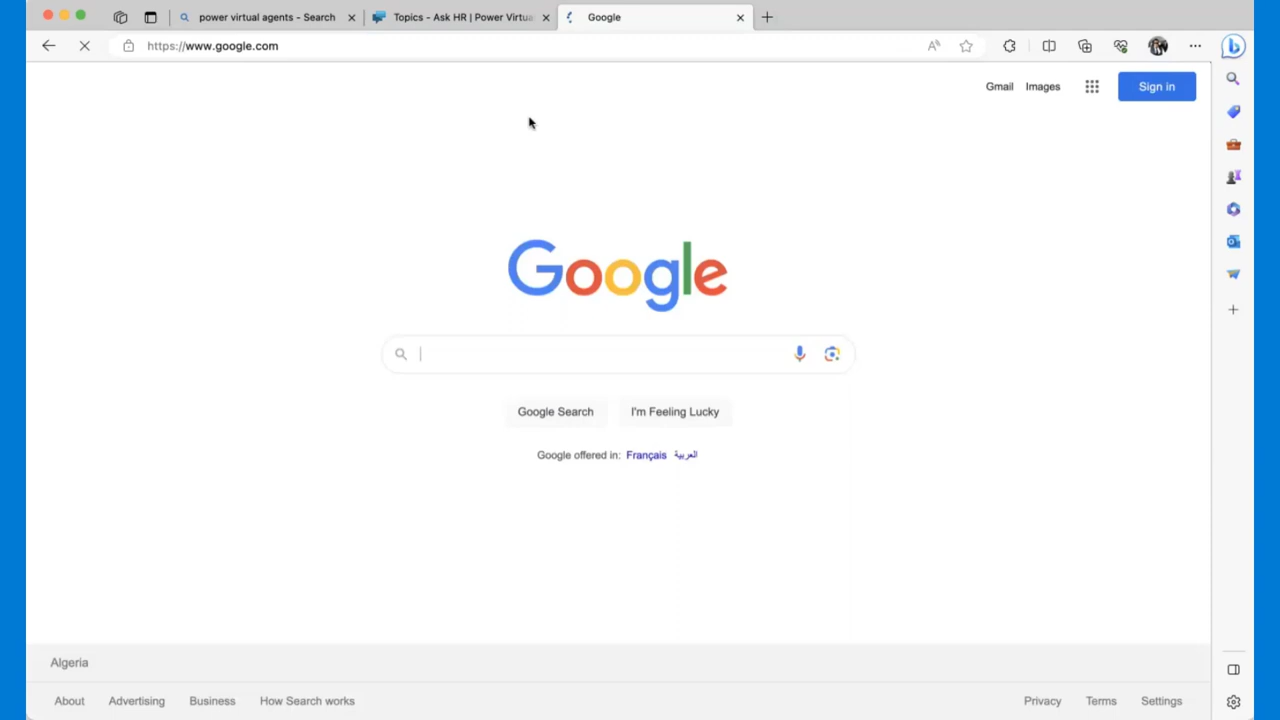 power virtual agents - Search
Topics - Ask HR | Power Virtua
Google
https://www.google.com
Gmail
Images
Sign in
Google
Google Search
I'm Feeling Lucky
Google offered in: Français العربية
Algeria
About
Advertising
Business
How Search works
Privacy
Terms
Settings